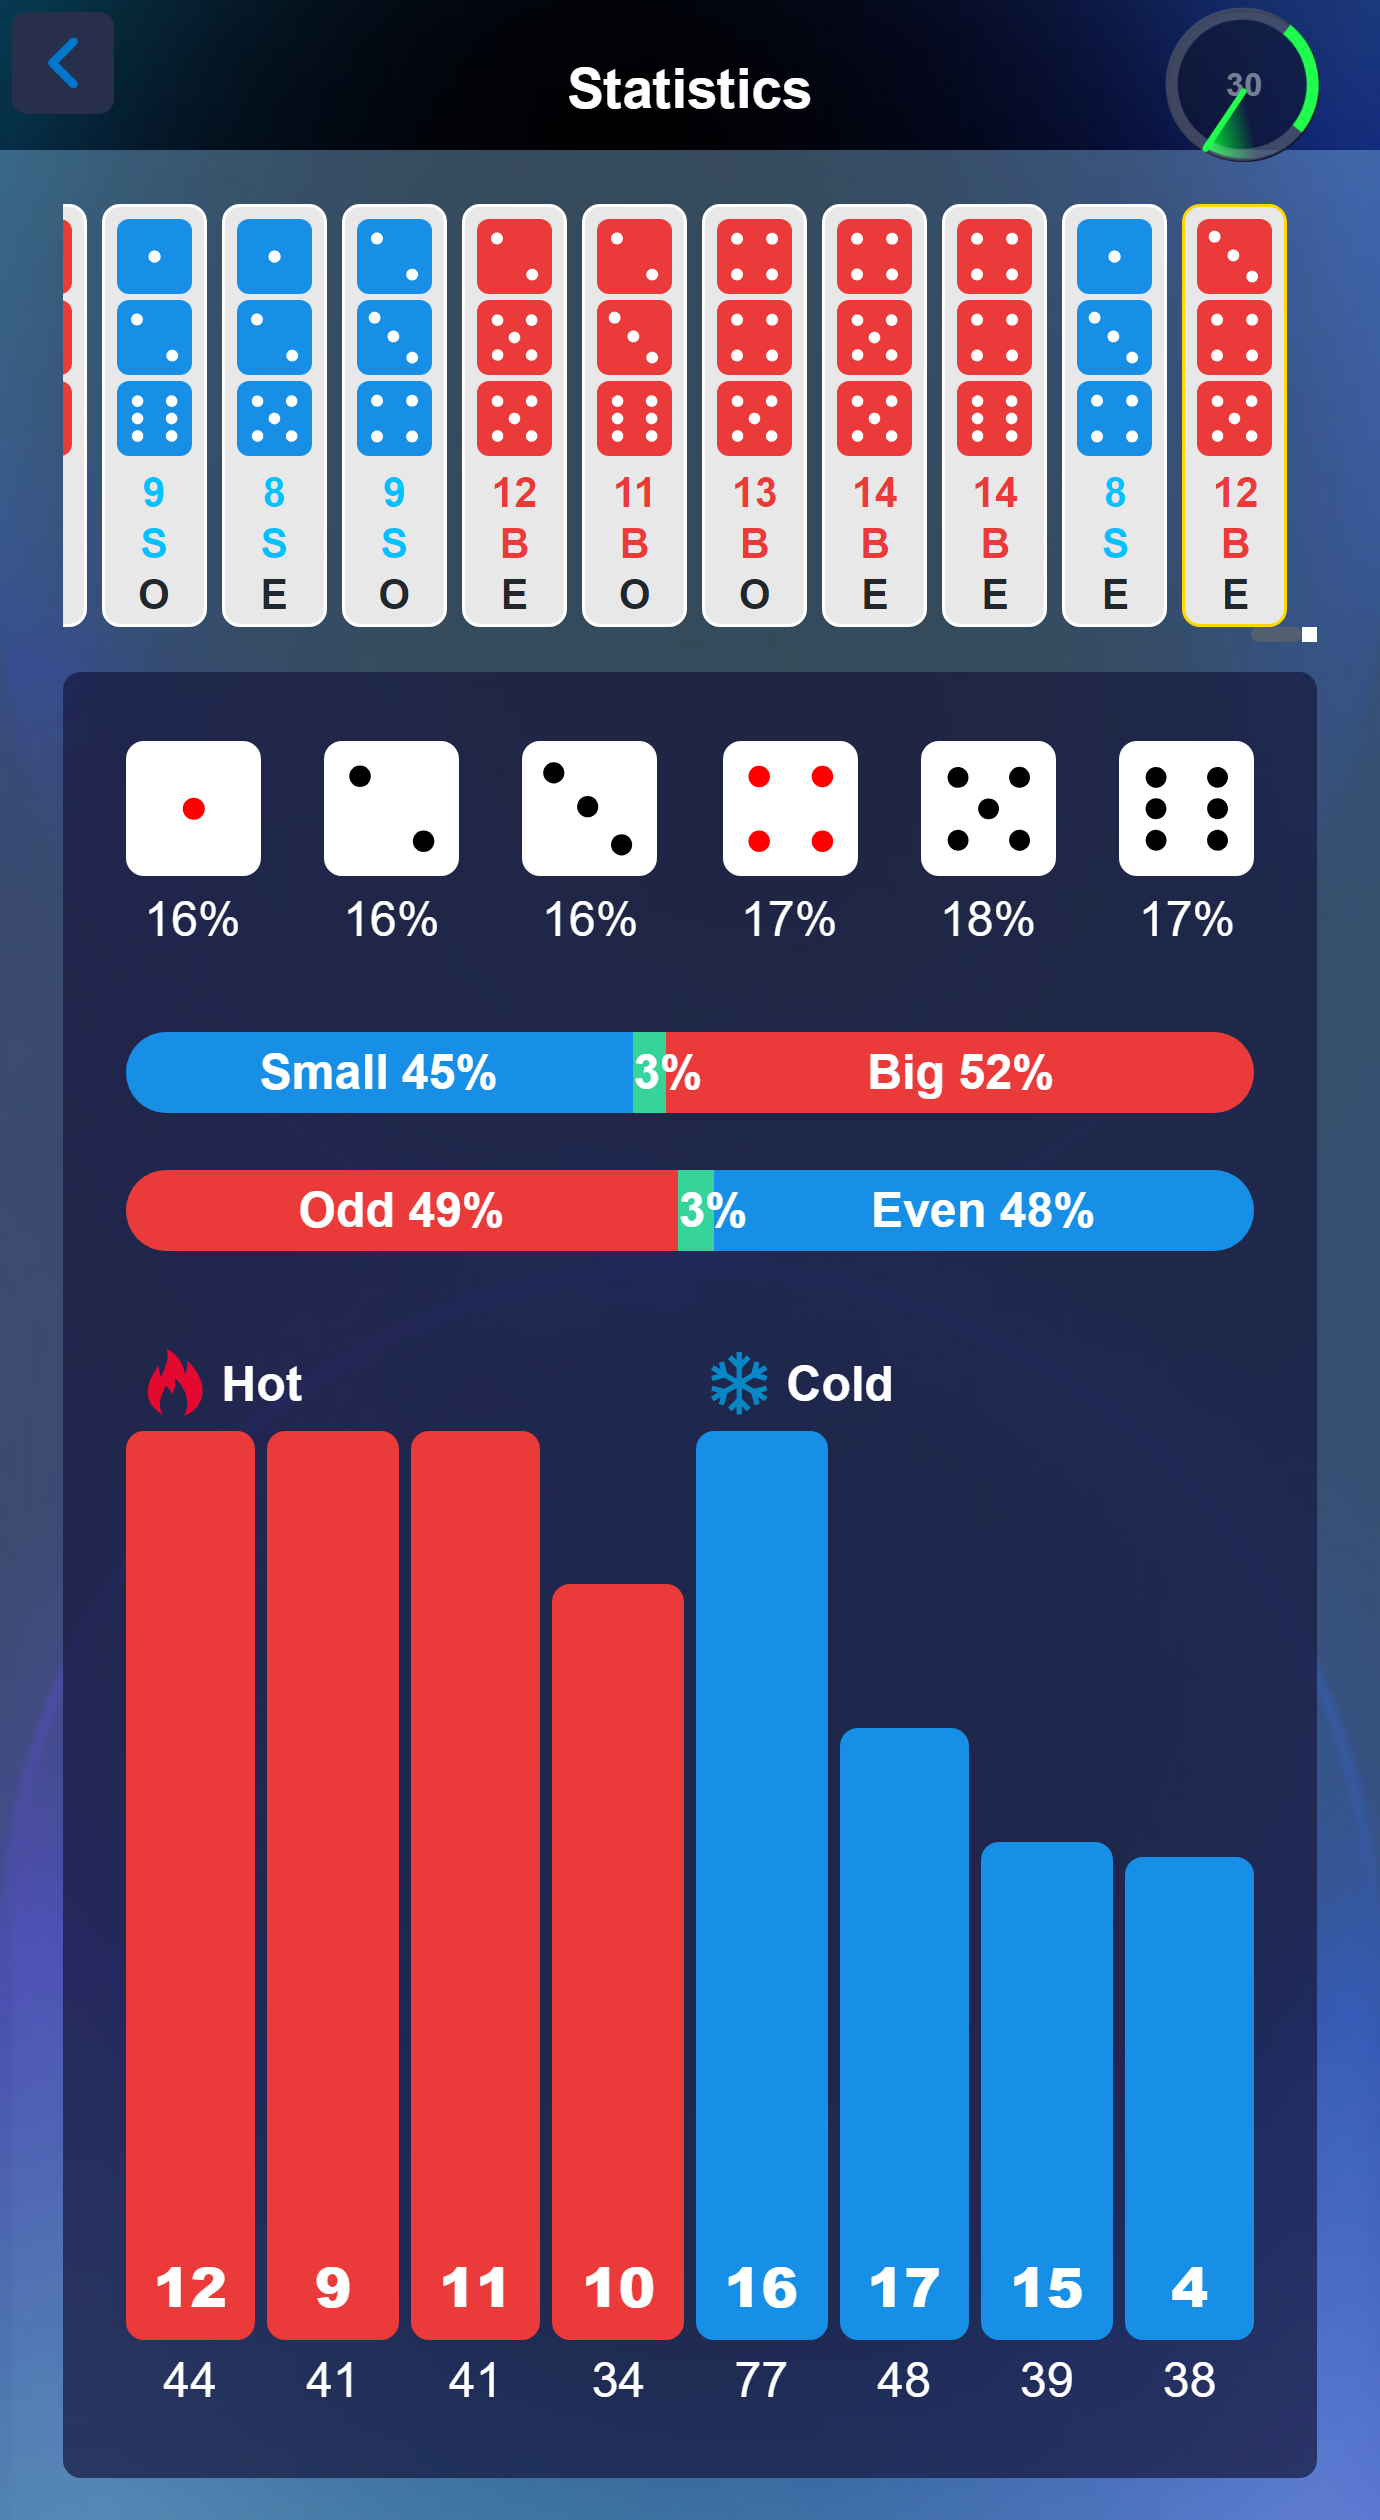 Statistics
30
9 8 9 12 11 13 14 14 8 12
S S S B B B B B S B
O E O E O O E E E E
16% 16% 16% 17% 18% 17%
Small 45% 3% Big 52%
Odd 49% 3% Even 48%
Hot Cold
12 9 11 10 16 17 15 4
44 41 41 34 77 48 39 38